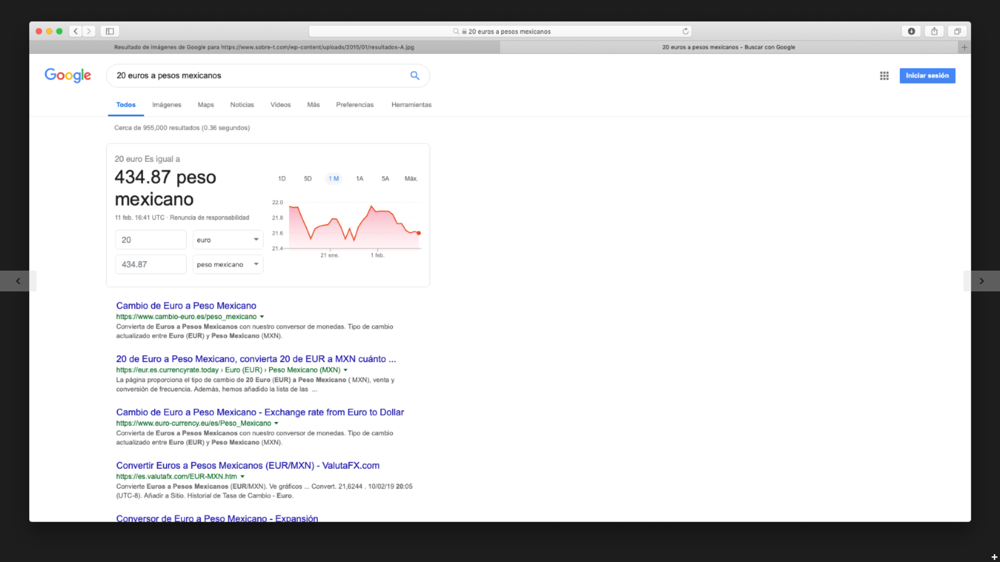 20 euros a pesos mexicanos
Resultado de imágenes de Google para https://www.sobre-t.com/wp-content/uploads/2015/01/resultados-A.jpg
20 euros a pesos mexicanos - Buscar con Google
Google
20 euros a pesos mexicanos
Iniciar sesión
Todos Imágenes Maps Noticias Videos Más Preferencias Herramientas
Cerca de 955,000 resultados (0.36 segundos)
20 euro Es igual a
434.87 peso
mexicano
11 feb. 16:41 UTC · Renuncia de responsabilidad
20 euro
434.87 peso mexicano
1D 5D 1 M 1A 5A Máx.
22.0
21.8
21.6
21.4
21 ene. 1 feb.
Cambio de Euro a Peso Mexicano
https://www.cambio-euro.es/peso_mexicano
Convierta de Euros a Pesos Mexicanos con nuestro conversor de monedas. Tipo de cambio
actualizado entre Euro (EUR) y Peso Mexicano (MXN).
20 de Euro a Peso Mexicano, convierta 20 de EUR a MXN cuánto ...
https://eur.es.currencyrate.today › Euro (EUR) › Peso Mexicano (MXN)
La página proporciona el tipo de cambio de 20 Euro (EUR) a Peso Mexicano ( MXN), venta y
conversión de frecuencia. Además, hemos añadido la lista de las ...
Cambio de Euro a Peso Mexicano - Exchange rate from Euro to Dollar
https://www.euro-currency.eu/es/Peso_Mexicano
Convierta de Euros a Pesos Mexicanos con nuestro conversor de monedas. Tipo de cambio
actualizado entre Euro (EUR) y Peso Mexicano (MXN).
Convertir Euros a Pesos Mexicanos (EUR/MXN) - ValutaFX.com
https://es.valutafx.com/EUR-MXN.htm
Convierte Euros a Pesos Mexicanos (EUR/MXN). Ve gráficos ... Convert. 21,6244 . 10/02/19 20:05
(UTC-8). Añadir a Sitio. Historial de Tasa de Cambio - Euro.
Conversor de Euro a Peso Mexicano - Expansión